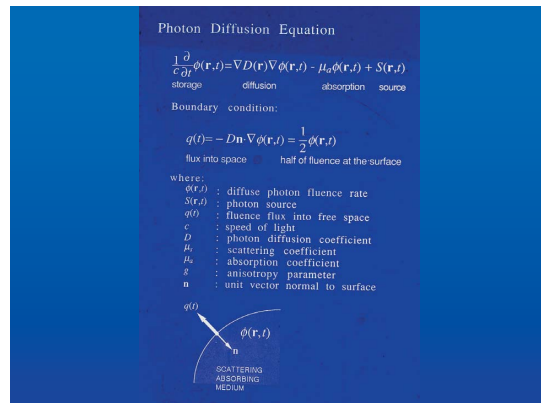 Photon Diffusion Equation
1/c ∂/∂t ϕ(r,t)=∇D(r)∇ϕ(r,t) - μₐϕ(r,t) + S(r,t)
storage diffusion absorption source
Boundary condition:
q(t)= – Dn·∇ϕ(r,t) = 1/2 ϕ(r,t)
flux into space half of fluence at the surface
where:
ϕ(r,t) : diffuse photon fluence rate
S(r,t) : photon source
q(t) : fluence flux into free space
c : speed of light
D : photon diffusion coefficient
μₛ : scattering coefficient
μₐ : absorption coefficient
g : anisotropy parameter
n : unit vector normal to surface
q(t)
ϕ(r,t)
n
SCATTERING
ABSORBING
MEDIUM